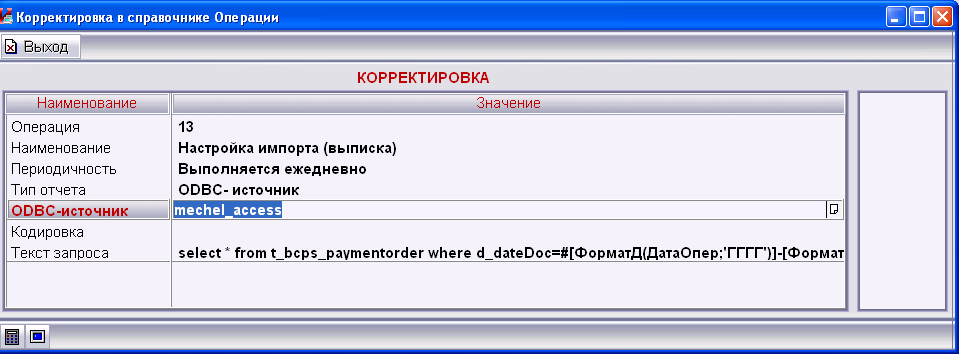 Корректировка в справочнике Операции
Выход
КОРРЕКТИРОВКА
Наименование Значение
Операция 13
Наименование Настройка импорта (выписка)
Периодичность Выполняется ежедневно
Тип отчета ODBC- источник
ODBC-источник mechel_access
Кодировка
Текст запроса select * from t_bcps_paymentorder where d_dateDoc=#[ФорматД(ДатаОпер;'ГГГГ')]-[Формат